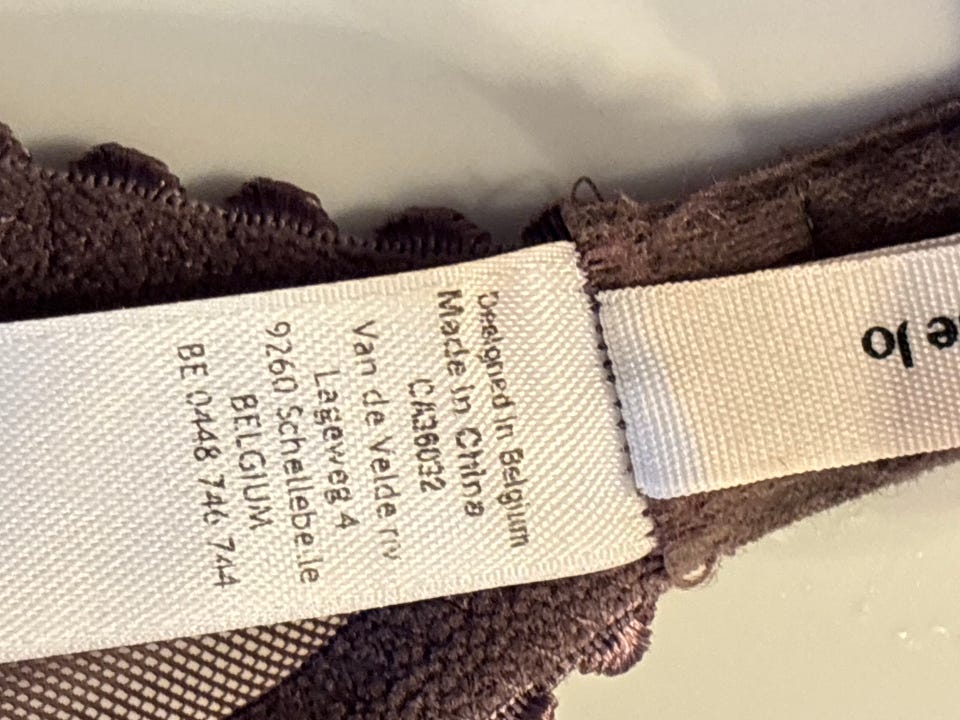 Designed in Belgium
Made in China
CA36032
Van de Velde nv
Lageweg 4
9260 Schellebelle
BELGIUM
BE 0448 746 744
e Jo